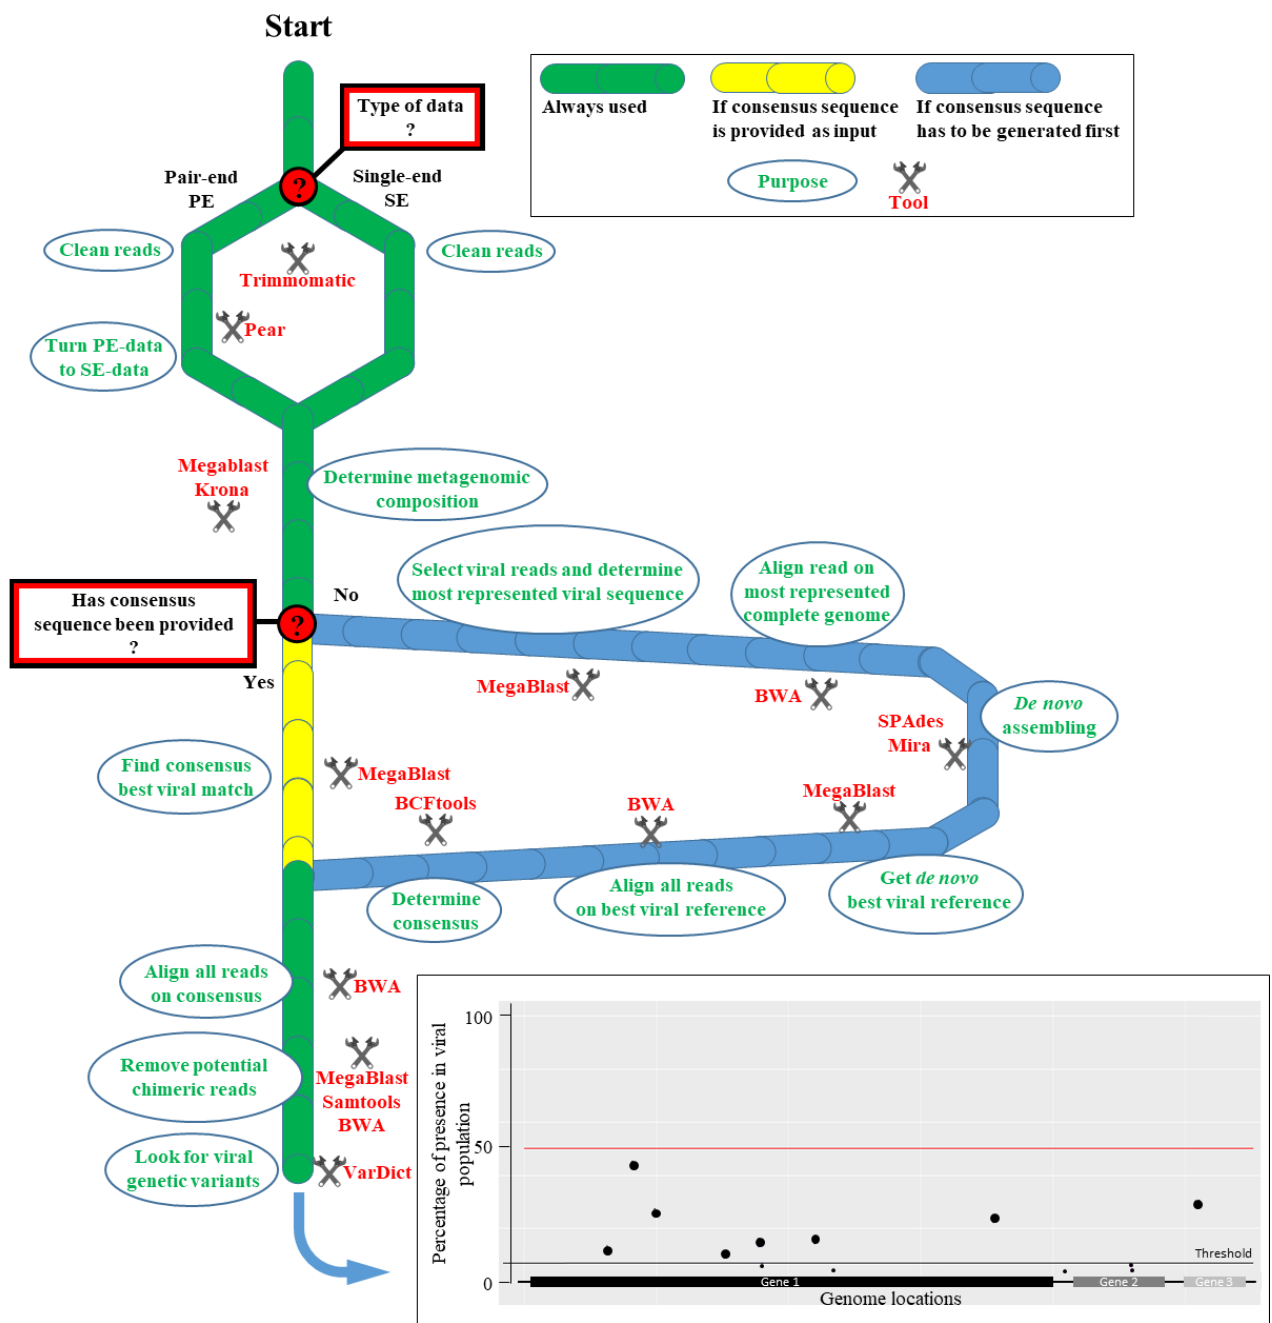 Start
Type of data
?
Always used
If consensus sequence
is provided as input
If consensus sequence
has to be generated first
Purpose
Tool
Pair-end
PE
Single-end
SE
?
Clean reads
Clean reads
Trimmomatic
Pear
Turn PE-data
to SE-data
Megablast
Krona
Determine metagenomic
composition
Has consensus
sequence been provided
?
?
No
Yes
Select viral reads and determine
most represented viral sequence
Align read on
most represented
complete genome
MegaBlast
BWA
De novo
assembling
SPAdes
Mira
Find consensus
best viral match
MegaBlast
BCFtools
BWA
MegaBlast
Determine
consensus
Align all reads
on best viral reference
Get de novo
best viral reference
Align all reads
on consensus
BWA
Remove potential
chimeric reads
MegaBlast
Samtools
BWA
Look for viral
genetic variants
VarDict
Percentage of presence in viral
population
100
50
0
Threshold
Gene 1
Gene 2
Gene 3
Genome locations